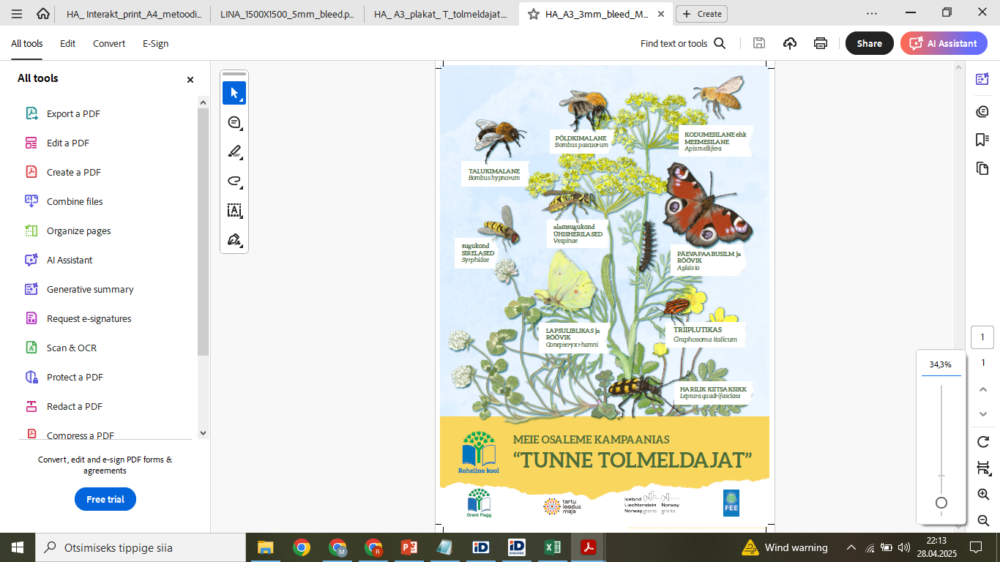 HA_ Interakt_print_A4_metoodi...
LINA_1500X1500_5mm_bleed.p...
HA_ A3_plakat_ T_tolmeldajat....
HA_A3_3mm_bleed_M...
Create
All tools
Edit
Convert
E-Sign
Find text or tools
Share
AI Assistant
All tools
Export a PDF
Edit a PDF
Create a PDF
Combine files
Organize pages
AI Assistant
Generative summary
Request e-signatures
Scan & OCR
Protect a PDF
Redact a PDF
Compress a PDF
Convert, edit and e-sign PDF forms &
agreements
Free trial
PÕLDKIMALANE
Bombus pascuorum
KODUMESILANE ehk
MEEMESILANE
Apis mellifera
TALUKIMALANE
Bombus hypnorum
alamsugukond
ÜHISHERILASED
Vespinae
sugukond
SIRELASED
Syrphidae
PÄEVAPAABUSILM ja
RÖÖVIK
Aglais io
LAPSULIBLIKAS ja
RÖÖVIK
Gonepteryx rhamni
TRIIPLUTIKAS
Graphosoma italicum
HARILIK KIITSAKSIKK
Leptura quadrifasciata
Roheline kool
MEIE OSALEME KAMPAANIAS
“TUNNE TOLMELDAJAT”
Grønt Flagg
tartu
loodus
maja
Iceland
Liechtenstein Norway
Norway grants grants
FEE
1
1
34,3%
Otsimiseks tippige siia
Wind warning
22:13
28.04.2025